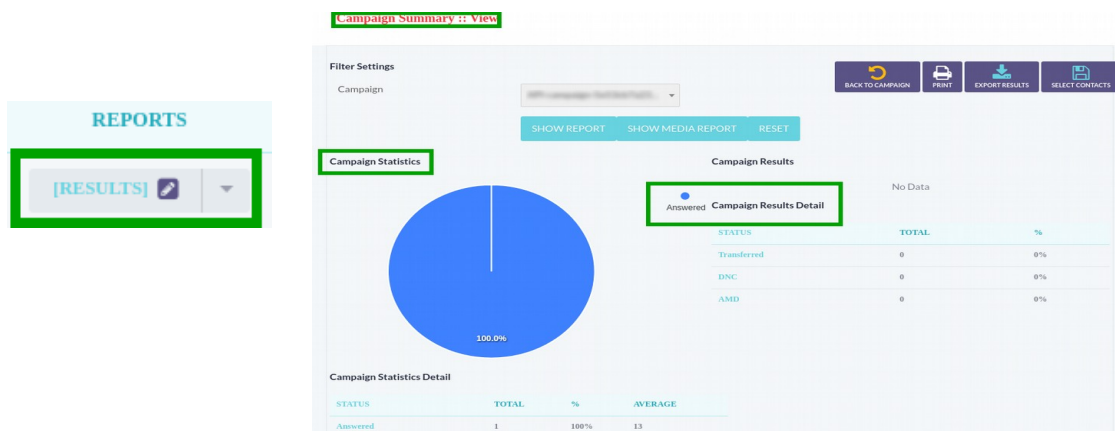 REPORTS
[RESULTS]
Campaign Summary :: View
Filter Settings
Campaign
BACK TO CAMPAIGN
PRINT
EXPORT RESULTS
SELECT CONTACTS
SHOW REPORT
SHOW MEDIA REPORT
RESET
Campaign Statistics
100.0%
Answered
Campaign Results
No Data
Campaign Results Detail
STATUS TOTAL %
Transferred 0 0%
DNC 0 0%
AMD 0 0%
Campaign Statistics Detail
STATUS TOTAL % AVERAGE
Answered 1 100% 13